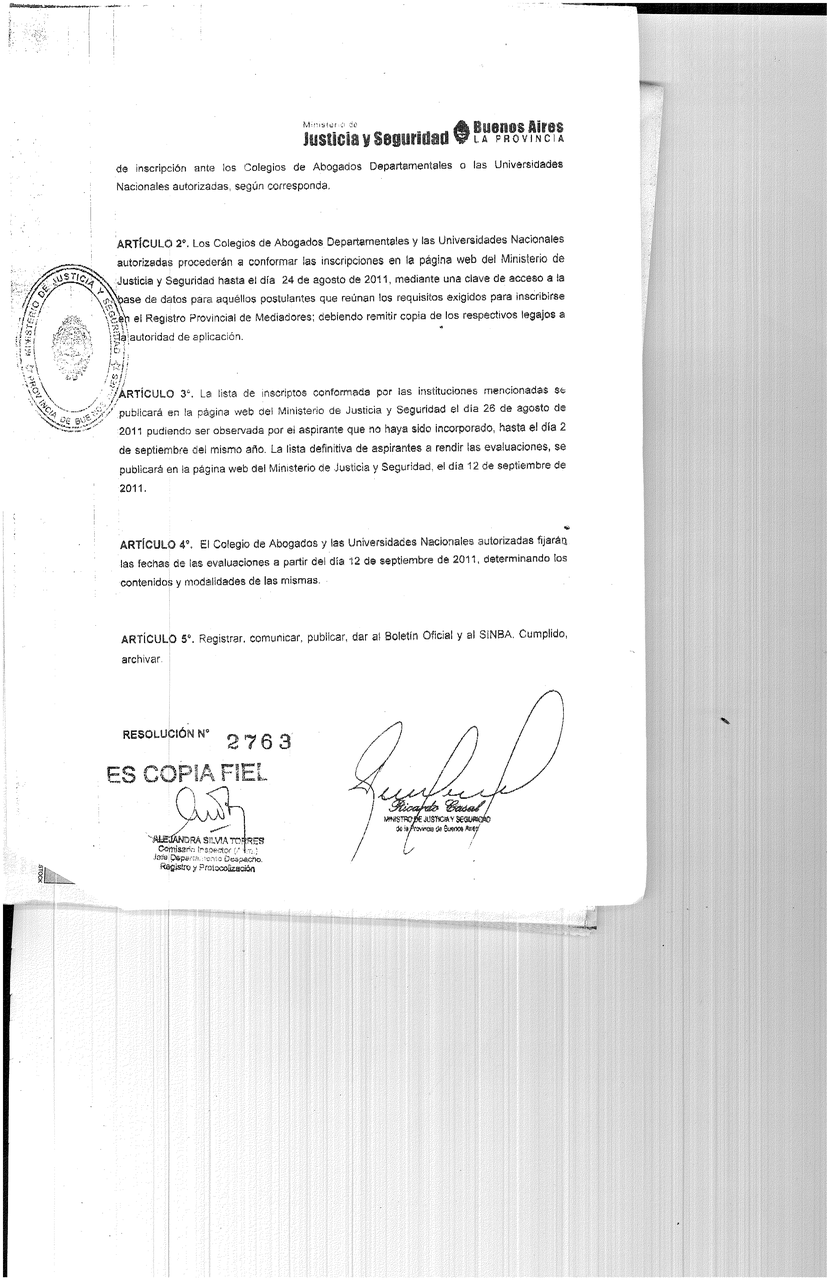 Ministerio de
Justicia y Seguridad
Buenos Aires
LA PROVINCIA
de inscripción ante los Colegios de Abogados Departamentales o las Universidades
Nacionales autorizadas, según corresponda.
ARTÍCULO 2º. Los Colegios de Abogados Departamentales y las Universidades Nacionales
autorizadas procederán a conformar las inscripciones en la página web del Ministerio de
Justicia y Seguridad hasta el día 24 de agosto de 2011, mediante una clave de acceso a la
base de datos para aquéllos postulantes que reúnan los requisitos exigidos para inscribirse
en el Registro Provincial de Mediadores; debiendo remitir copia de los respectivos legajos a
la autoridad de aplicación.
MINISTERIO DE JUSTICIA Y SEGURIDAD
PROVINCIA DE BUENOS AIRES
ARTÍCULO 3º. La lista de inscriptos conformada por las instituciones mencionadas se
publicará en la página web del Ministerio de Justicia y Seguridad el día 26 de agosto de
2011 pudiendo ser observada por el aspirante que no haya sido incorporado, hasta el día 2
de septiembre del mismo año. La lista definitiva de aspirantes a rendir las evaluaciones, se
publicará en la página web del Ministerio de Justicia y Seguridad, el día 12 de septiembre de
2011.
ARTÍCULO 4º. El Colegio de Abogados y las Universidades Nacionales autorizadas fijarán
las fechas de las evaluaciones a partir del día 12 de septiembre de 2011, determinando los
contenidos y modalidades de las mismas.
ARTÍCULO 5º. Registrar, comunicar, publicar, dar al Boletín Oficial y al SINBA. Cumplido,
archivar.
RESOLUCIÓN Nº 2763
ES COPIA FIEL
ALEJANDRA SILVIA TORRES
Comisario Inspector
Jefa Departamento Despacho,
Registro y Protocolización
Ricardo Casal
MINISTRO DE JUSTICIA Y SEGURIDAD
de la Provincia de Buenos Aires
STOCK